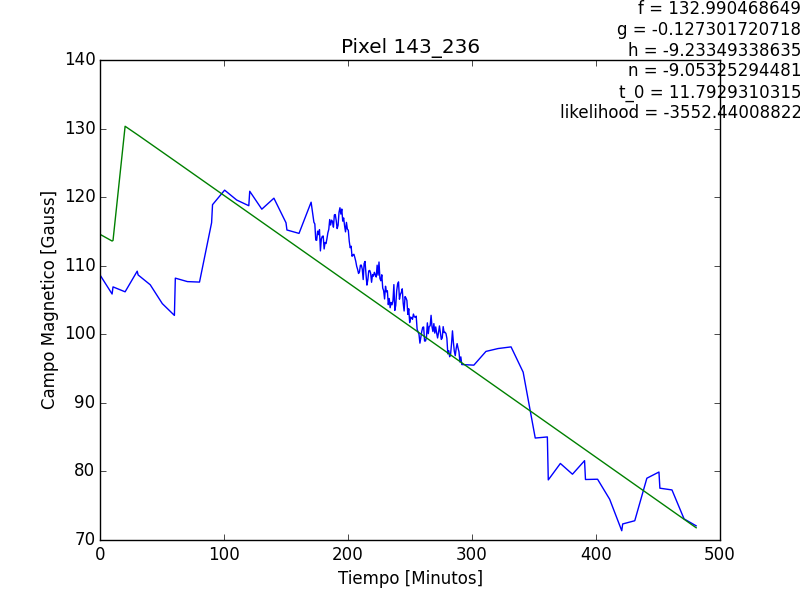 f = 132.990468649
g = -0.127301720718
Pixel 143_236
h = -9.23349338635
n = -9.05325294481
t_0 = 11.7929310315
likelihood = -3552.44008822
140
130
120
110
100
90
80
70
Campo Magnetico [Gauss]
0 100 200 300 400 500
Tiempo [Minutos]